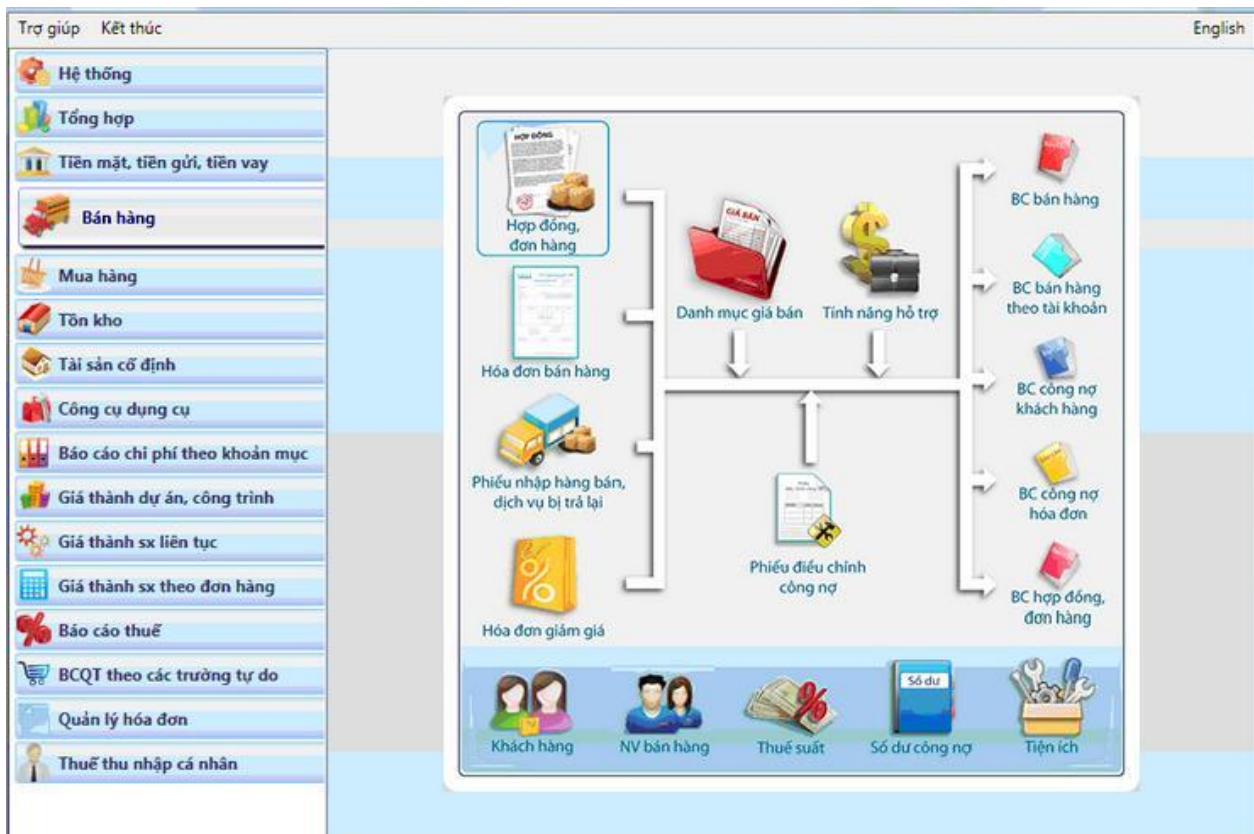 Trợ giúp Kết thúc English
Hệ thống
Tổng hợp
Tiền mặt, tiền gửi, tiền vay
Bán hàng
Mua hàng
Tồn kho
Tài sản cố định
Công cụ dụng cụ
Báo cáo chi phí theo khoản mục
Giá thành dự án, công trình
Giá thành sx liên tục
Giá thành sx theo đơn hàng
Báo cáo thuế
BCQT theo các trường tự do
Quản lý hóa đơn
Thuế thu nhập cá nhân
HỢP ĐỒNG
Hợp đồng,
đơn hàng
Hóa đơn bán hàng
Phiếu nhập hàng bán,
dịch vụ bị trả lại
Hóa đơn giảm giá
GIÁ BÁN
Danh mục giá bán
Tính năng hỗ trợ
Phiếu điều chỉnh
công nợ
BC bán hàng
BC bán hàng
theo tài khoản
BC công nợ
khách hàng
BC công nợ
hóa đơn
BC hợp đồng,
đơn hàng
Khách hàng
NV bán hàng
Thuế suất
Số dư
Số dư công nợ
Tiện ích